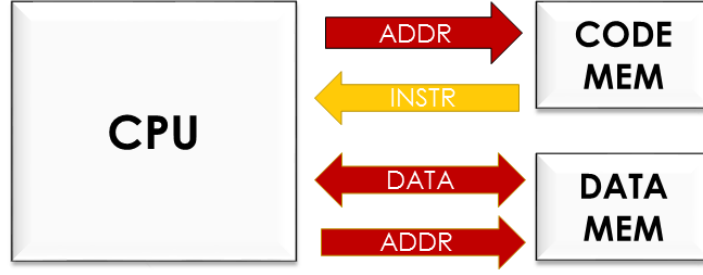 CPU
ADDR
INSTR
DATA
ADDR
CODE
MEM
DATA
MEM